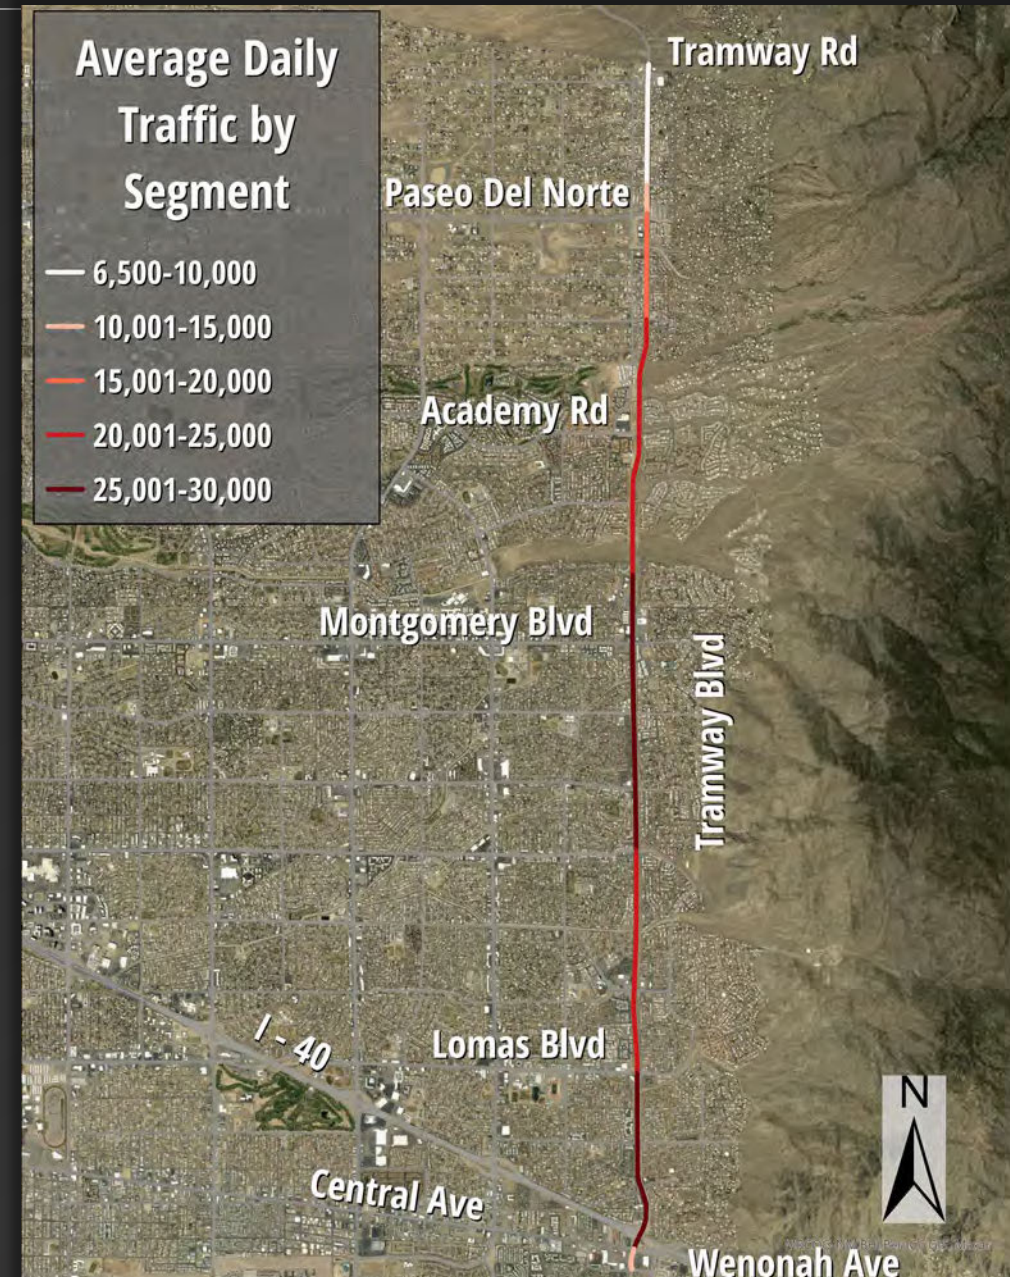 Average Daily
Traffic by
Segment
6,500-10,000
10,001-15,000
15,001-20,000
20,001-25,000
25,001-30,000
Tramway Rd
Paseo Del Norte
Academy Rd
Montgomery Blvd
Tramway Blvd
I - 40
Lomas Blvd
Central Ave
N
Wenonah Ave